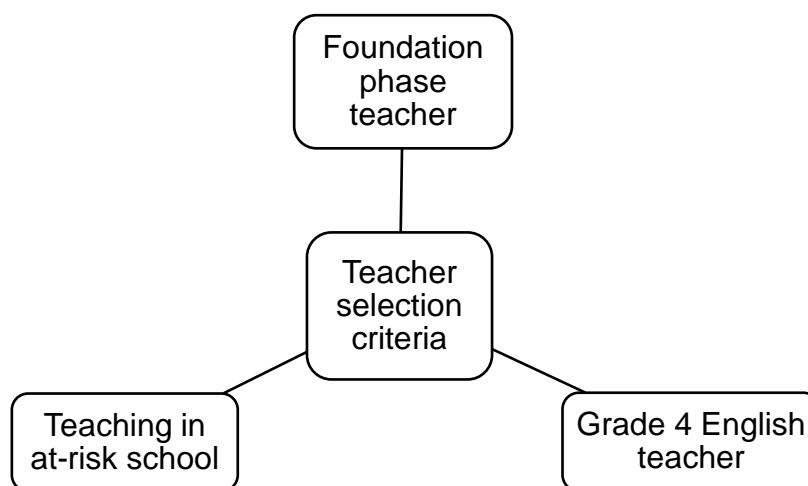 Foundation
phase
teacher
Teacher
selection
criteria
Teaching in
at-risk school
Grade 4 English
teacher